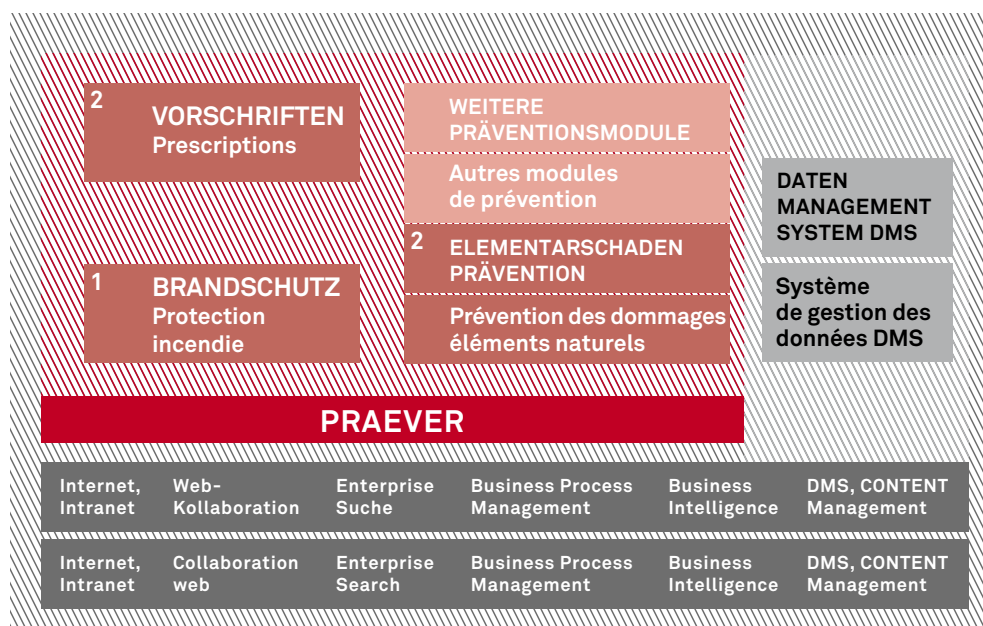 2
VORSCHRIFTEN
Prescriptions
1
BRANDSCHUTZ
Protection
incendie
WEITERE
PRÄVENTIONSMODULE
Autres modules
de prévention
2
ELEMENTARSCHADEN
PRÄVENTION
Prévention des dommages
éléments naturels
DATEN
MANAGEMENT
SYSTEM DMS
Système
de gestion des
données DMS
PRAEVER
Internet,
Intranet
Web-
Kollaboration
Enterprise
Suche
Business Process
Management
Business
Intelligence
DMS, CONTENT
Management
Internet,
Intranet
Collaboration
web
Enterprise
Search
Business Process
Management
Business
Intelligence
DMS, CONTENT
Management